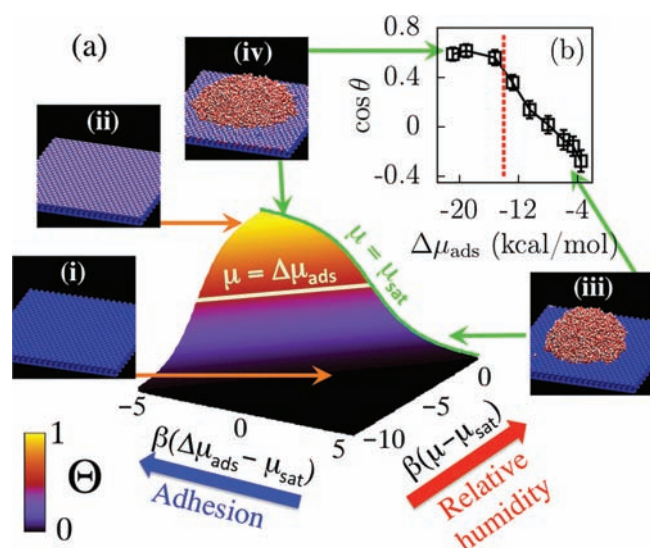 (a)
(iv)
(b)
0.8
0.4
0
-0.4
cos θ
-20
-12
-4
Δμads (kcal/mol)
(ii)
(i)
(iii)
μ = Δμads
μ = μsat
-5
0
5
β(Δμads − μsat)
Adhesion
-10
-5
0
β(μ−μsat)
Relative
humidity
1
Θ
0